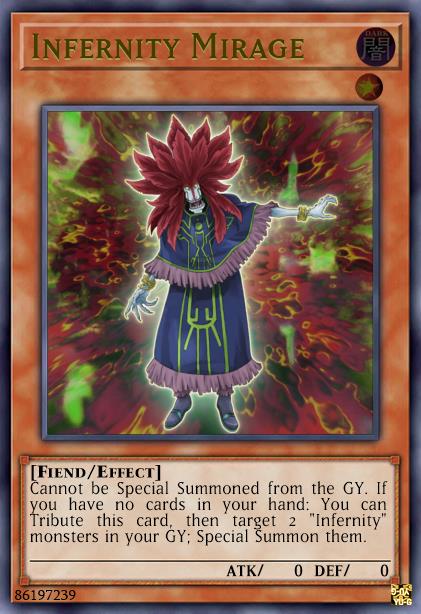 INFERNITY MIRAGE
DARK
闇
[FIEND/EFFECT]
Cannot be Special Summoned from the GY. If
you have no cards in your hand: You can
Tribute this card, then target 2 "Infernity"
monsters in your GY; Special Summon them.
ATK/ 0 DEF/ 0
86197239